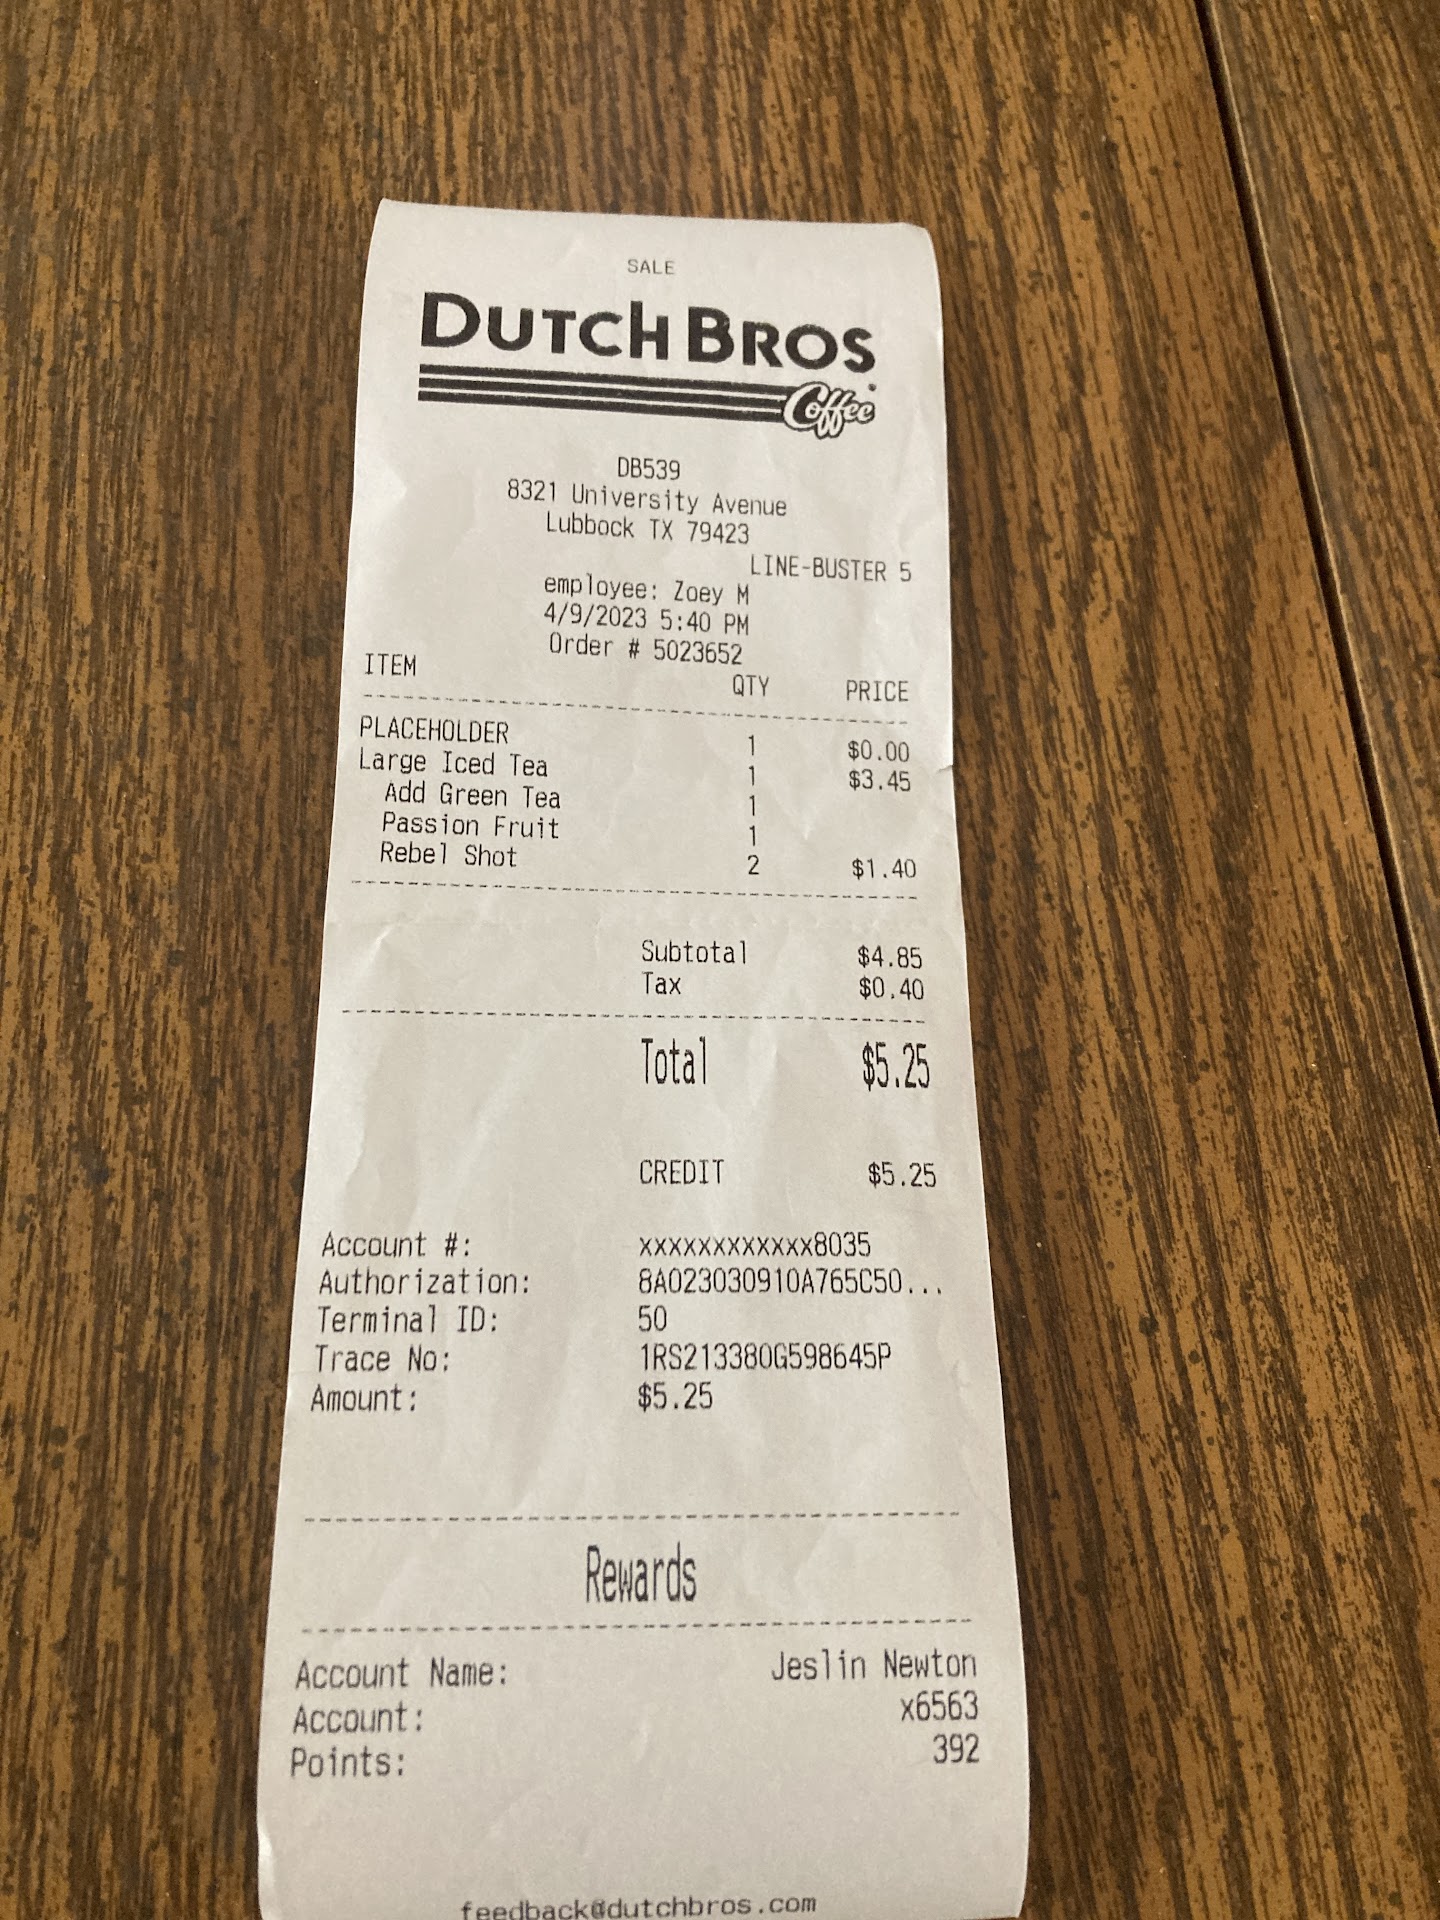 SALE
DUTCH BROS
Coffee
DB539
8321 University Avenue
Lubbock TX 79423
LINE-BUSTER 5
employee: Zoey M
4/9/2023 5:40 PM
Order # 5023652
ITEM QTY PRICE
PLACEHOLDER 1 $0.00
Large Iced Tea 1 $3.45
Add Green Tea 1
Passion Fruit 1
Rebel Shot 2 $1.40
Subtotal $4.85
Tax $0.40
Total $5.25
CREDIT $5.25
Account #: xxxxxxxxxxxx8035
Authorization: 8A023030910A765C50...
Terminal ID: 50
Trace No: 1RS213380G598645P
Amount: $5.25
Rewards
Account Name: Jeslin Newton
Account: x6563
Points: 392
feedback@dutchbros.com